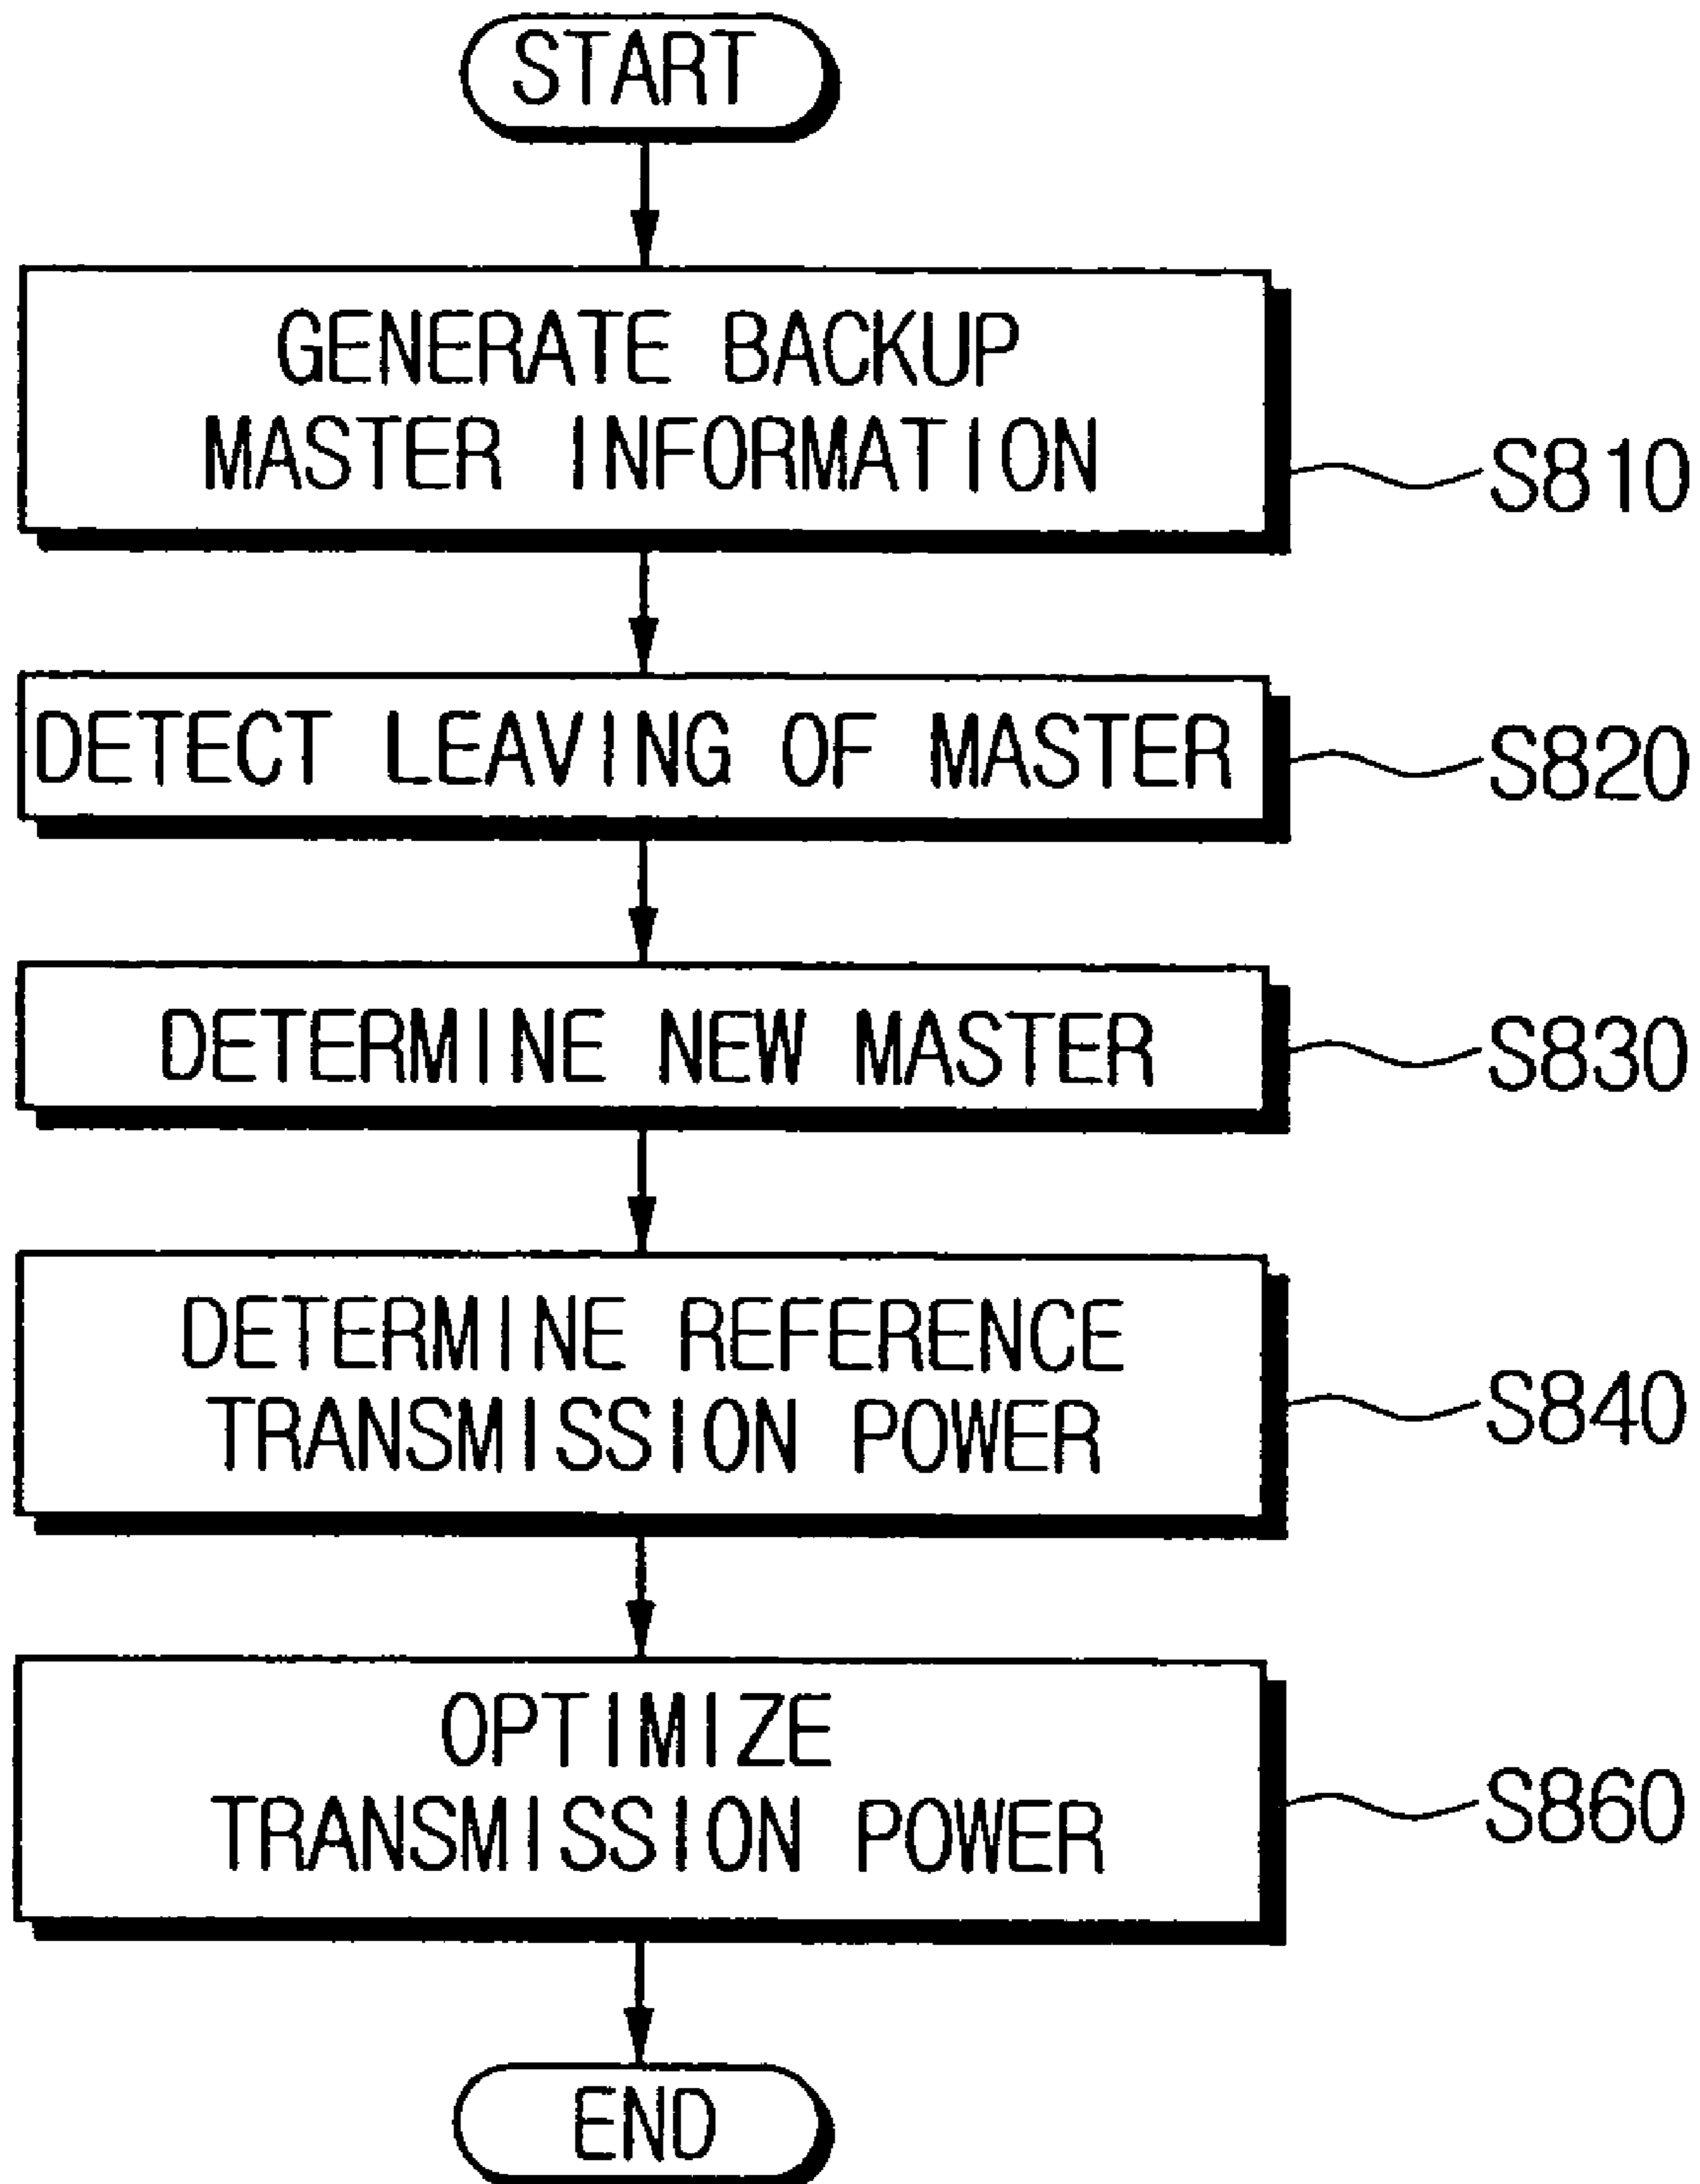 START
GENERATE BACKUP
MASTER INFORMATION
S810
DETECT LEAVING OF MASTER
S820
DETERMINE NEW MASTER
S830
DETERMINE REFERENCE
TRANSMISSION POWER
S840
OPTIMIZE
TRANSMISSION POWER
S860
END